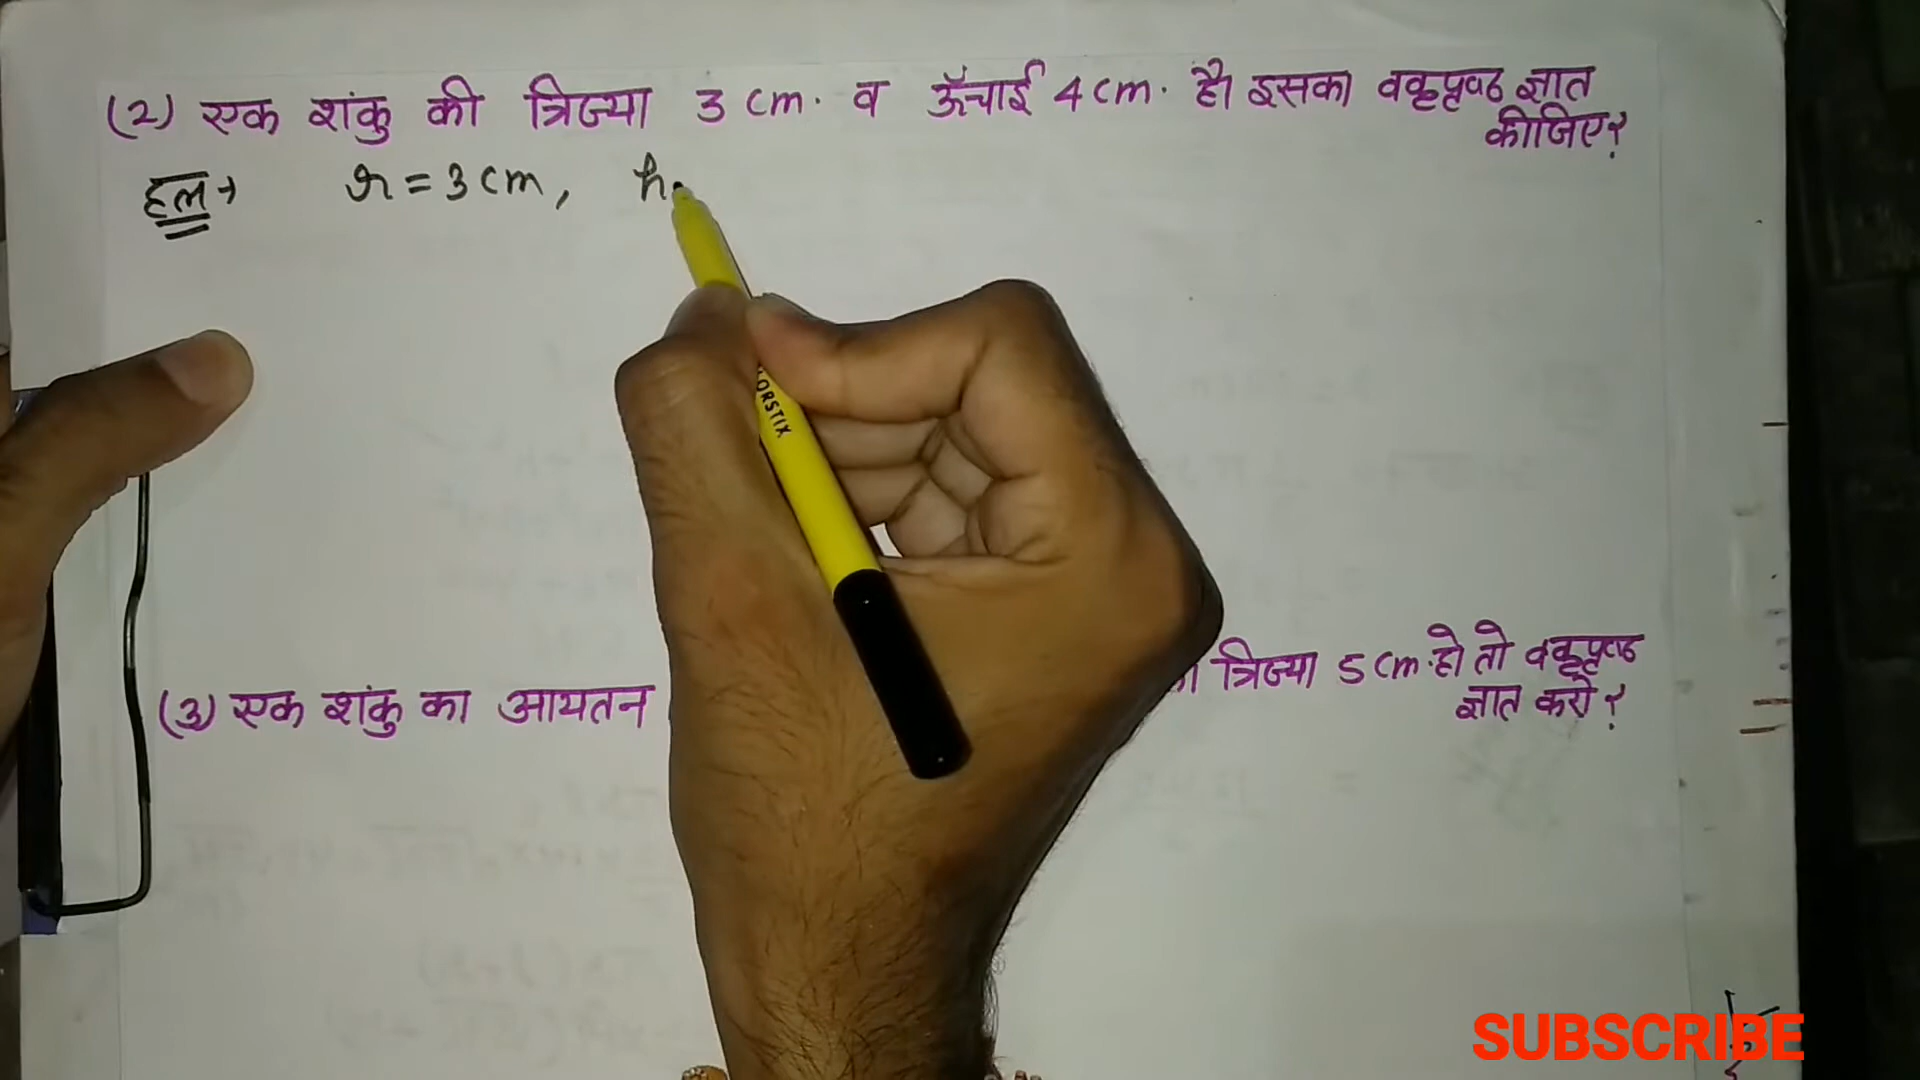 (2) एक शंकु की त्रिज्या 3 cm. व ऊँचाई 4 cm. है। इसका वक्रपृष्ठ ज्ञात
कीजिए?
हल→ r = 3 cm, h
ORSTIX
(3) एक शंकु का आयतन त्रिज्या 5 cm. हो तो वक्रपृष्ठ
ज्ञात करो?
SUBSCRIBE